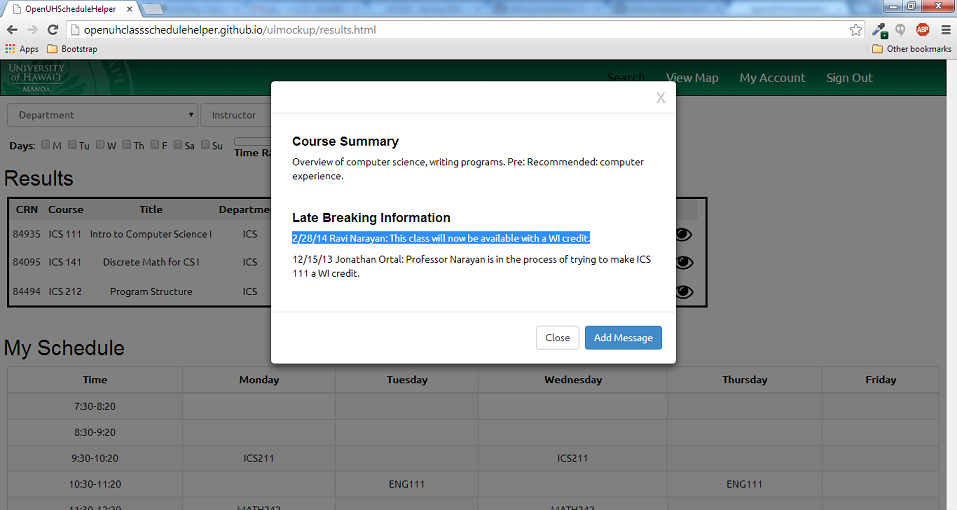 OpenUHScheduleHelper
openuhclassschedulehelper.github.io/uimockup/results.html
ABP
Apps Bootstrap Other bookmarks
UNIVERSITY
OF HAWAI'I
MĀNOA
Search View Map My Account Sign Out
Department Instructor
Days: M Tu W Th F Sa Su
Time Ra
Results
CRN Course Title Departme
84935 ICS 111 Intro to Computer Science I ICS
84095 ICS 141 Discrete Math for CS I ICS
84494 ICS 212 Program Structure ICS
X
Course Summary
Overview of computer science, writing programs. Pre: Recommended: computer
experience.
Late Breaking Information
2/28/14 Ravi Narayan: This class will now be available with a WI credit.
12/15/13 Jonathan Ortal: Professor Narayan is in the process of trying to make ICS
111 a WI credit.
Close Add Message
My Schedule
Time Monday Tuesday Wednesday Thursday Friday
7:30-8:20
8:30-9:20
9:30-10:20 ICS211 ICS211
10:30-11:20 ENG111 ENG111
11:30-12:20 MATH242 MATH242